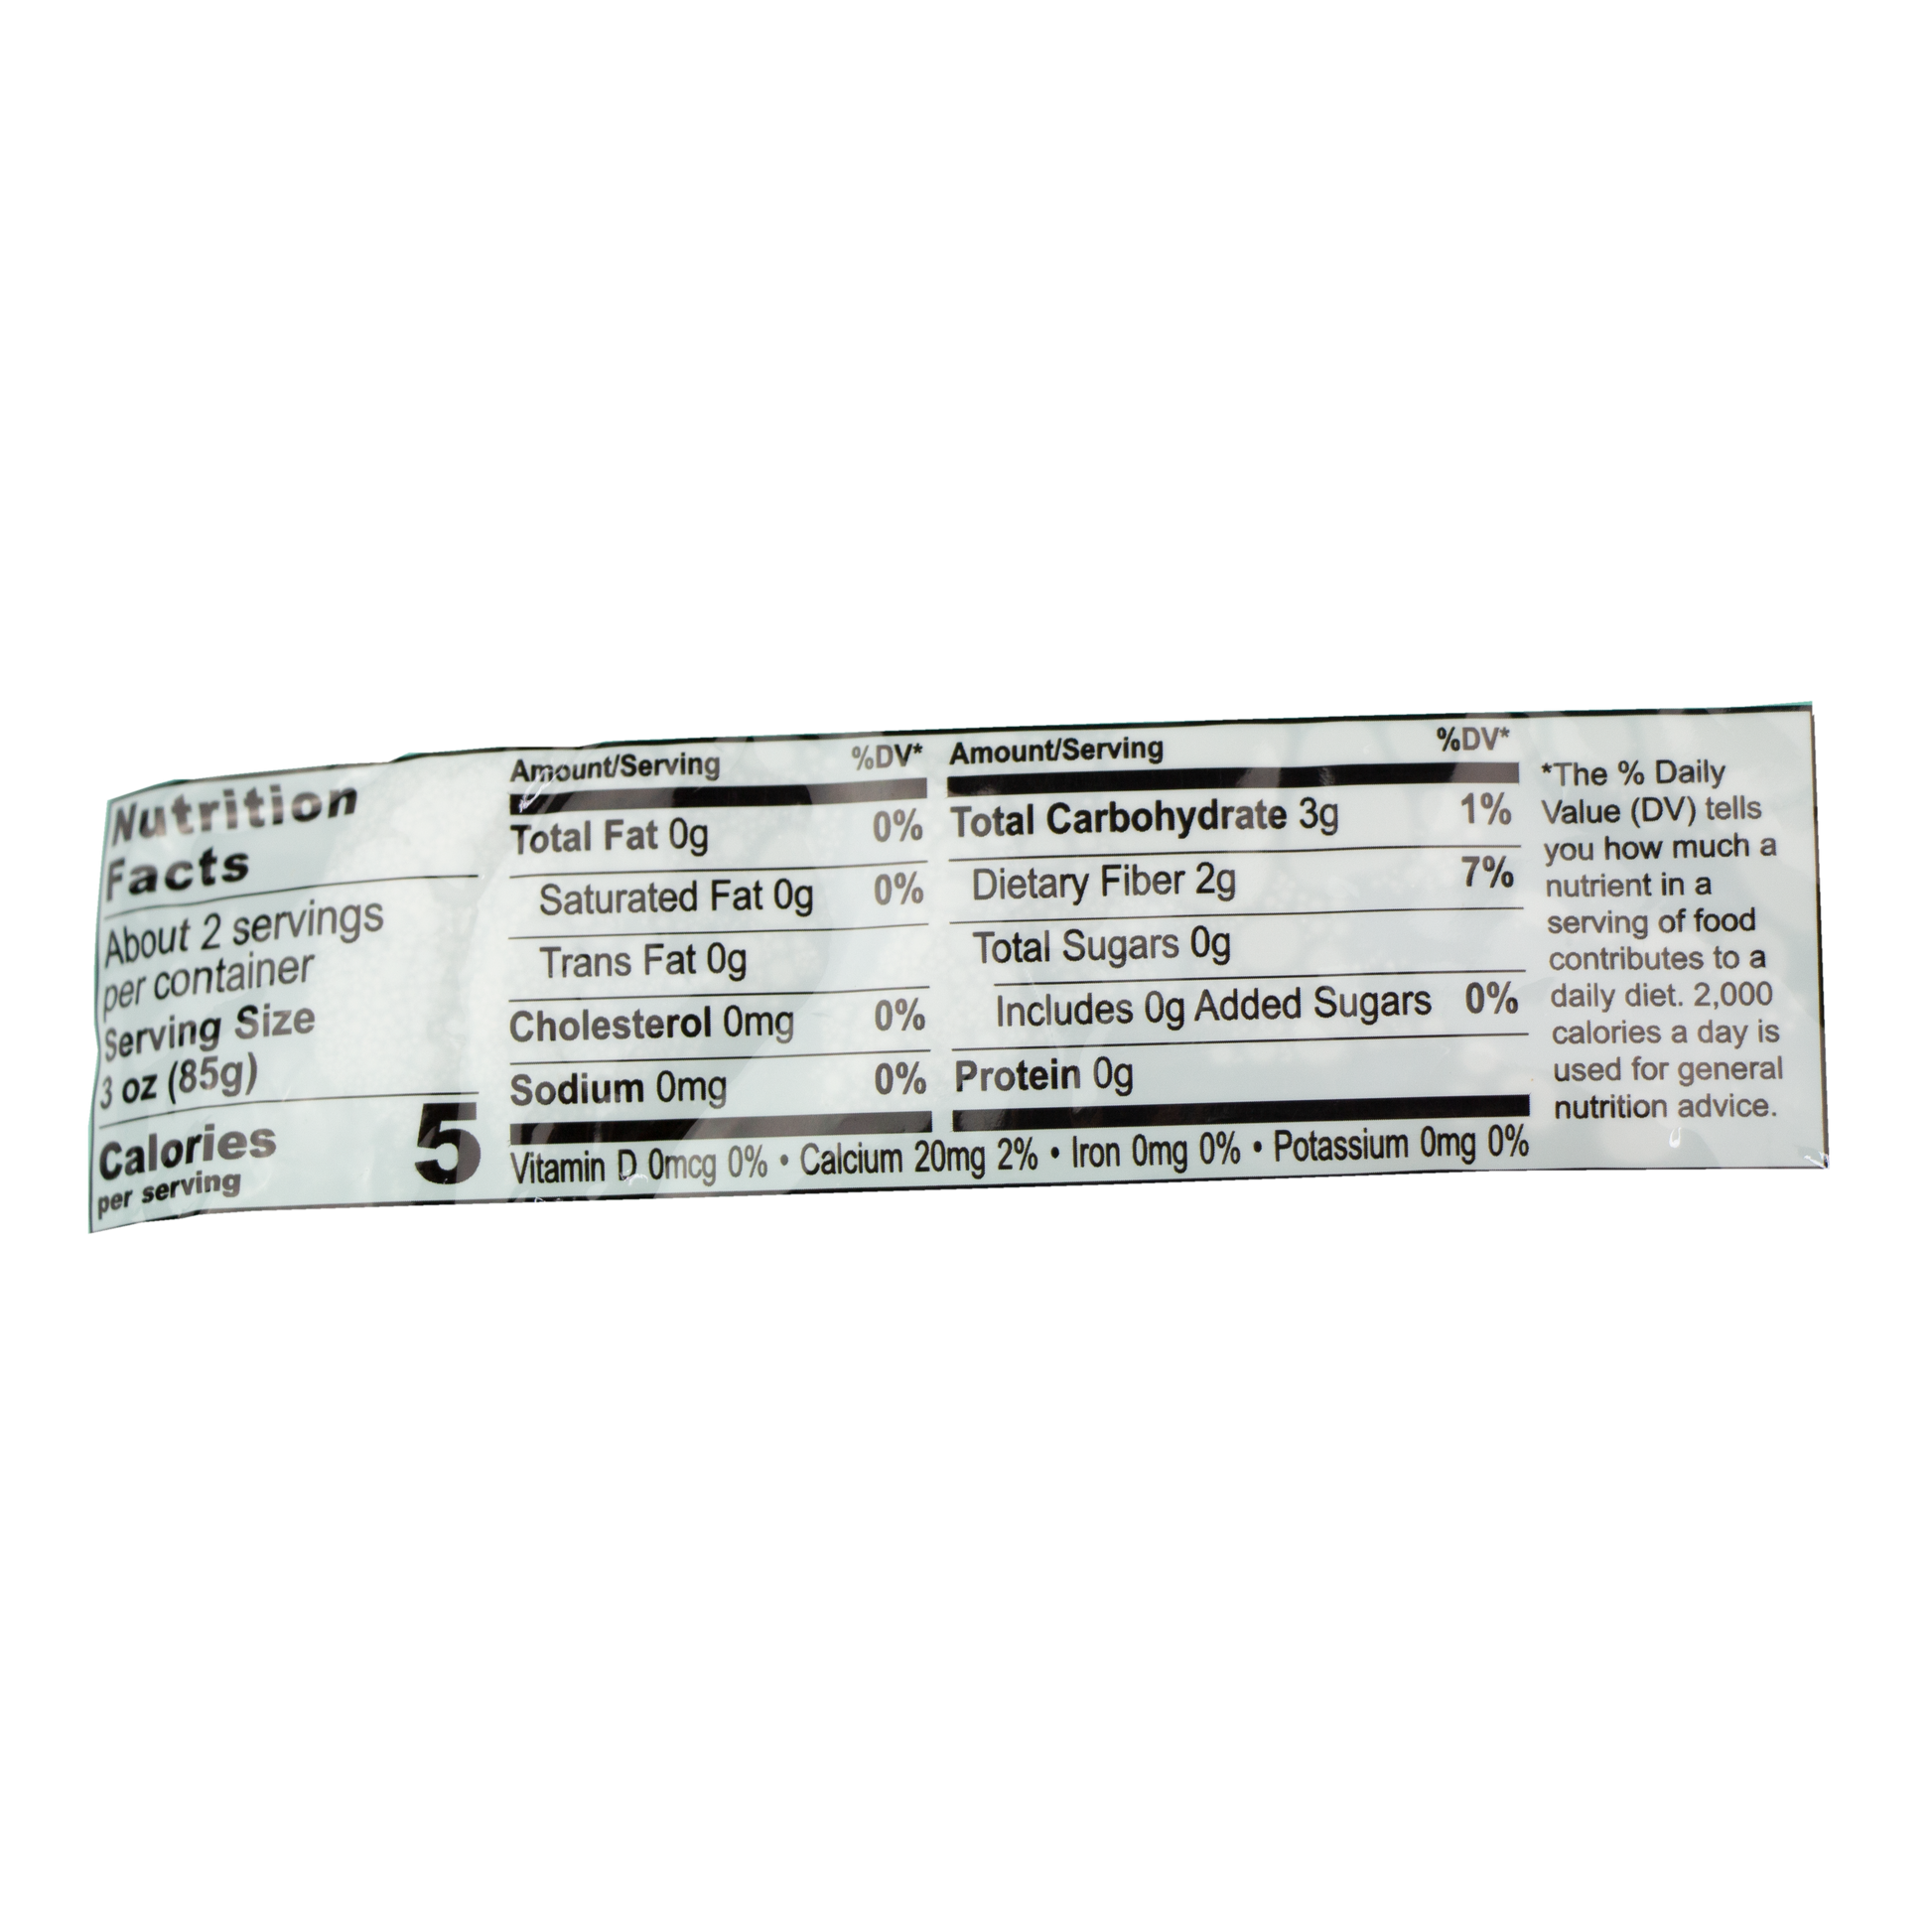 Nutrition
Facts
About 2 servings
per container
Serving Size
3 oz (85g)
Calories 5
per serving
Amount/Serving %DV*
Total Fat 0g 0%
Saturated Fat 0g 0%
Trans Fat 0g
Cholesterol 0mg 0%
Sodium 0mg 0%
Amount/Serving %DV*
Total Carbohydrate 3g 1%
Dietary Fiber 2g 7%
Total Sugars 0g
Includes 0g Added Sugars 0%
Protein 0g
Vitamin D 0mcg 0% • Calcium 20mg 2% • Iron 0mg 0% • Potassium 0mg 0%
*The % Daily
Value (DV) tells
you how much a
nutrient in a
serving of food
contributes to a
daily diet. 2,000
calories a day is
used for general
nutrition advice.